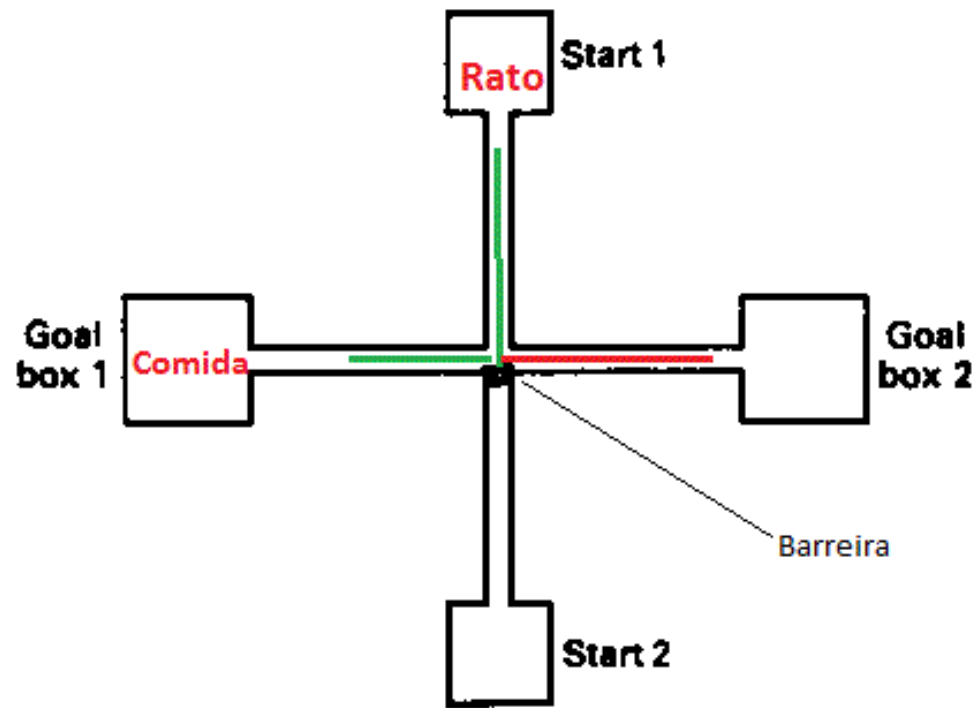 Start 1
Rato
Goal
box 1
Comida
Goal
box 2
Barreira
Start 2